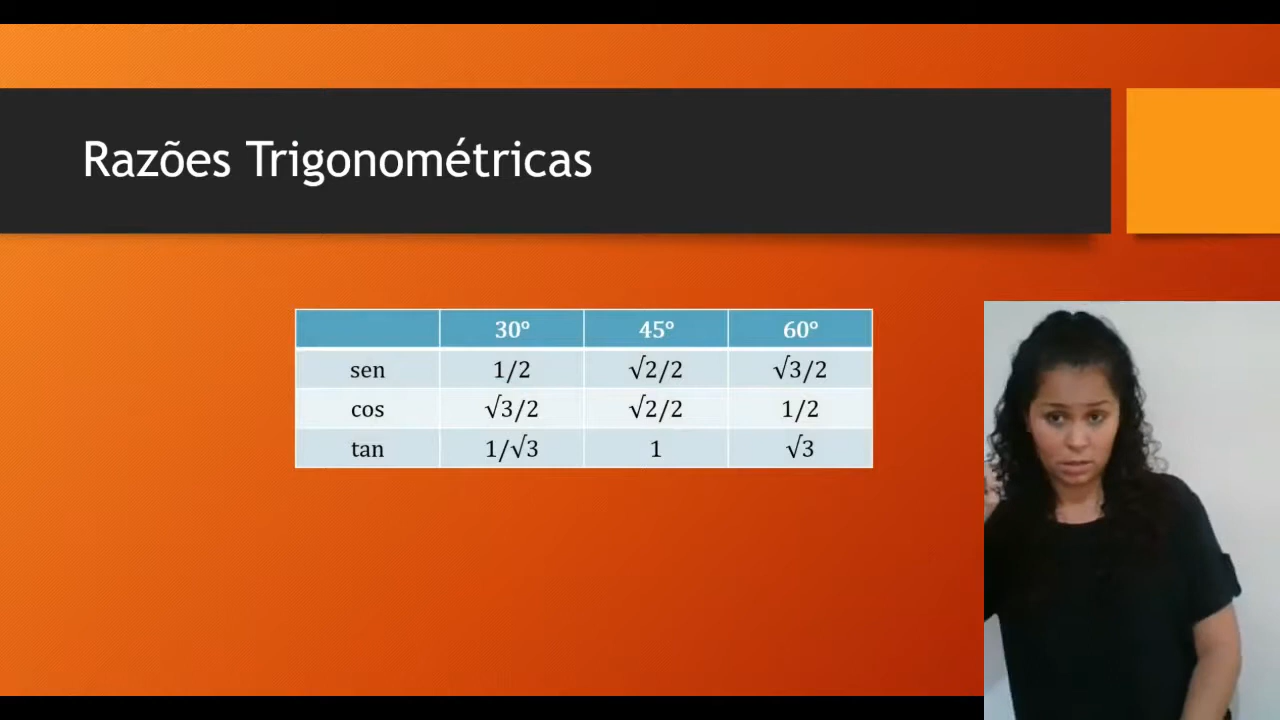 Razões Trigonométricas
30º 45º 60º
sen 1/2 √2/2 √3/2
cos √3/2 √2/2 1/2
tan 1/√3 1 √3